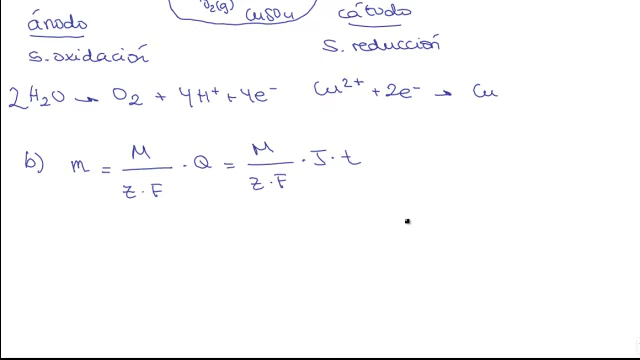 O₂(g) CuSO₄
ánodo cátodo
s. oxidación s. reducción
2H₂O → O₂ + 4H⁺ + 4e⁻ Cu²⁺ + 2e⁻ → Cu
b) m = M / z · F · Q = M / z · F · I · t